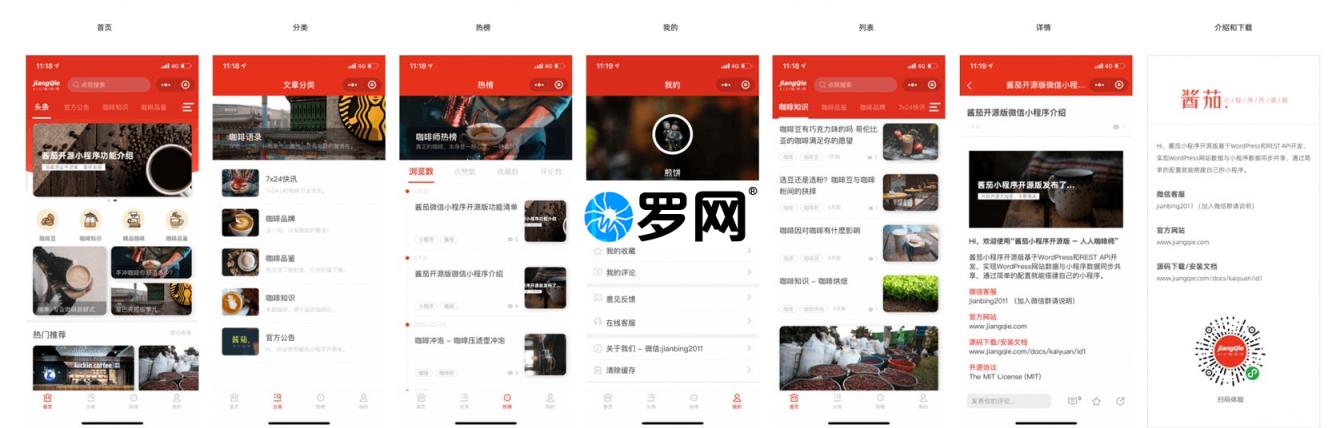 首页
分类
热榜
我的
列表
详情
介绍和下载
11:18
4G
JiangQie
点我搜索
头条
官方公告
咖啡知识
咖啡品鉴
酱茄开源小程序功能介绍
咖啡豆
咖啡知识
精品咖啡
咖啡品鉴
热门推荐
luckin coffee
首页
分类
热榜
我的
11:18
4G
文章分类
咖啡语录
7x24快讯
咖啡品牌
咖啡品鉴
咖啡知识
官方公告
首页
分类
热榜
我的
11:18
4G
热榜
咖啡师热榜
浏览数
点赞数
收藏数
评论数
酱茄微信小程序开源版功能清单
小程序
酱茄
酱茄开源版微信小程序介绍
小程序
酱茄
咖啡冲泡 - 咖啡压滤壶冲泡
咖啡
首页
分类
热榜
我的
11:19
4G
我的
煎饼
罗网®
我的收藏
我的评论
意见反馈
在线客服
关于我们 - 微信:jianbing2011
清除缓存
首页
分类
热榜
我的
11:18
4G
JiangQie
点我搜索
咖啡知识
咖啡品鉴
咖啡品牌
7x24快讯
咖啡豆有巧克力味的吗 哥伦比
亚的咖啡满足你的愿望
选豆还是选粉？咖啡豆与咖啡
粉间的抉择
咖啡因对咖啡有什麼影响
咖啡知识 - 咖啡烘焙
首页
分类
热榜
我的
11:19
4G
酱茄开源版微信小程...
酱茄开源版微信小程序介绍
酱茄小程序开源版发布了...
Hi，欢迎使用“酱茄小程序开源版 — 人人咖啡师”
酱茄小程序开源版基于WordPress和REST API开
发，实现WordPress网站数据与小程序数据同步共
享，通过简单的配置就能搭建自己的小程序。
微信客服
jianbing2011 （加入微信群请说明）
官方网站
www.jiangqie.com
源码下载/安装文档
www.jiangqie.com/docs/kaiyuan/id1
开源协议
The MIT License (MIT)
发表你的评论...
酱茄.
小/程/序/开/源/版
Hi，酱茄小程序开源版基于WordPress和REST API开发，
实现WordPress网站数据与小程序数据同步共享，通过简
单的配置就能搭建自己的小程序。
微信客服
jianbing2011 （加入微信群请说明）
官方网站
www.jiangqie.com
源码下载/安装文档
www.jiangqie.com/docs/kaiyuan/id1
JiangQie
扫码体验